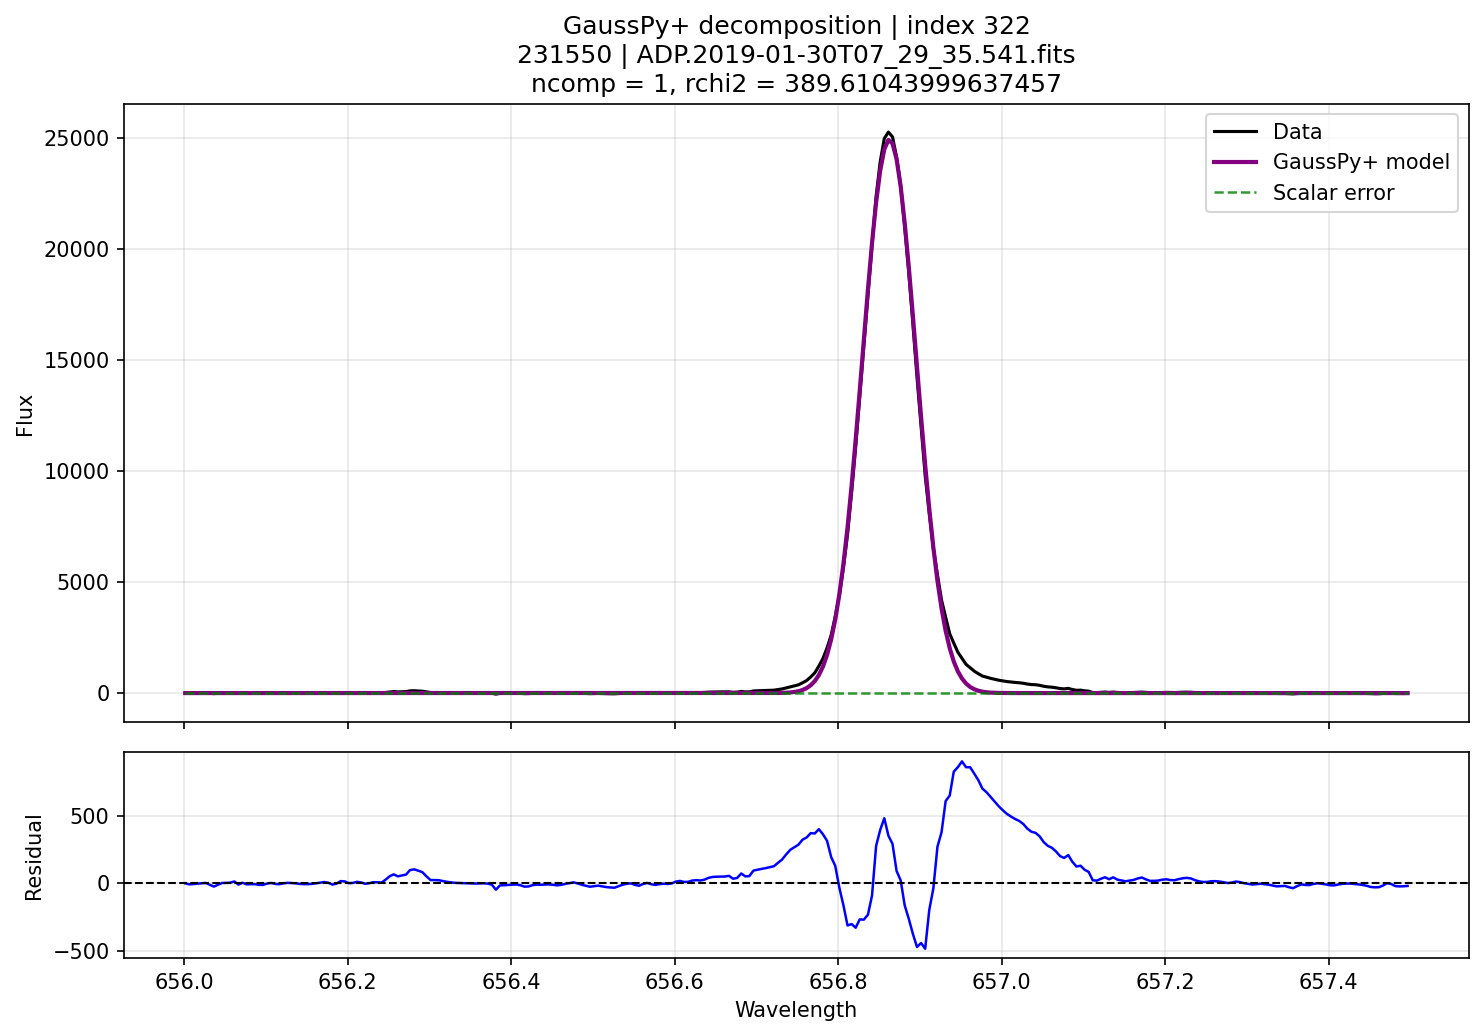 GaussPy+ decomposition | index 322
231550 | ADP.2019-01-30T07_29_35.541.fits
ncomp = 1, rchi2 = 389.61043999637457
Data
GaussPy+ model
Scalar error
25000
20000
15000
10000
5000
0
Flux
500
0
−500
Residual
656.0 656.2 656.4 656.6 656.8 657.0 657.2 657.4
Wavelength